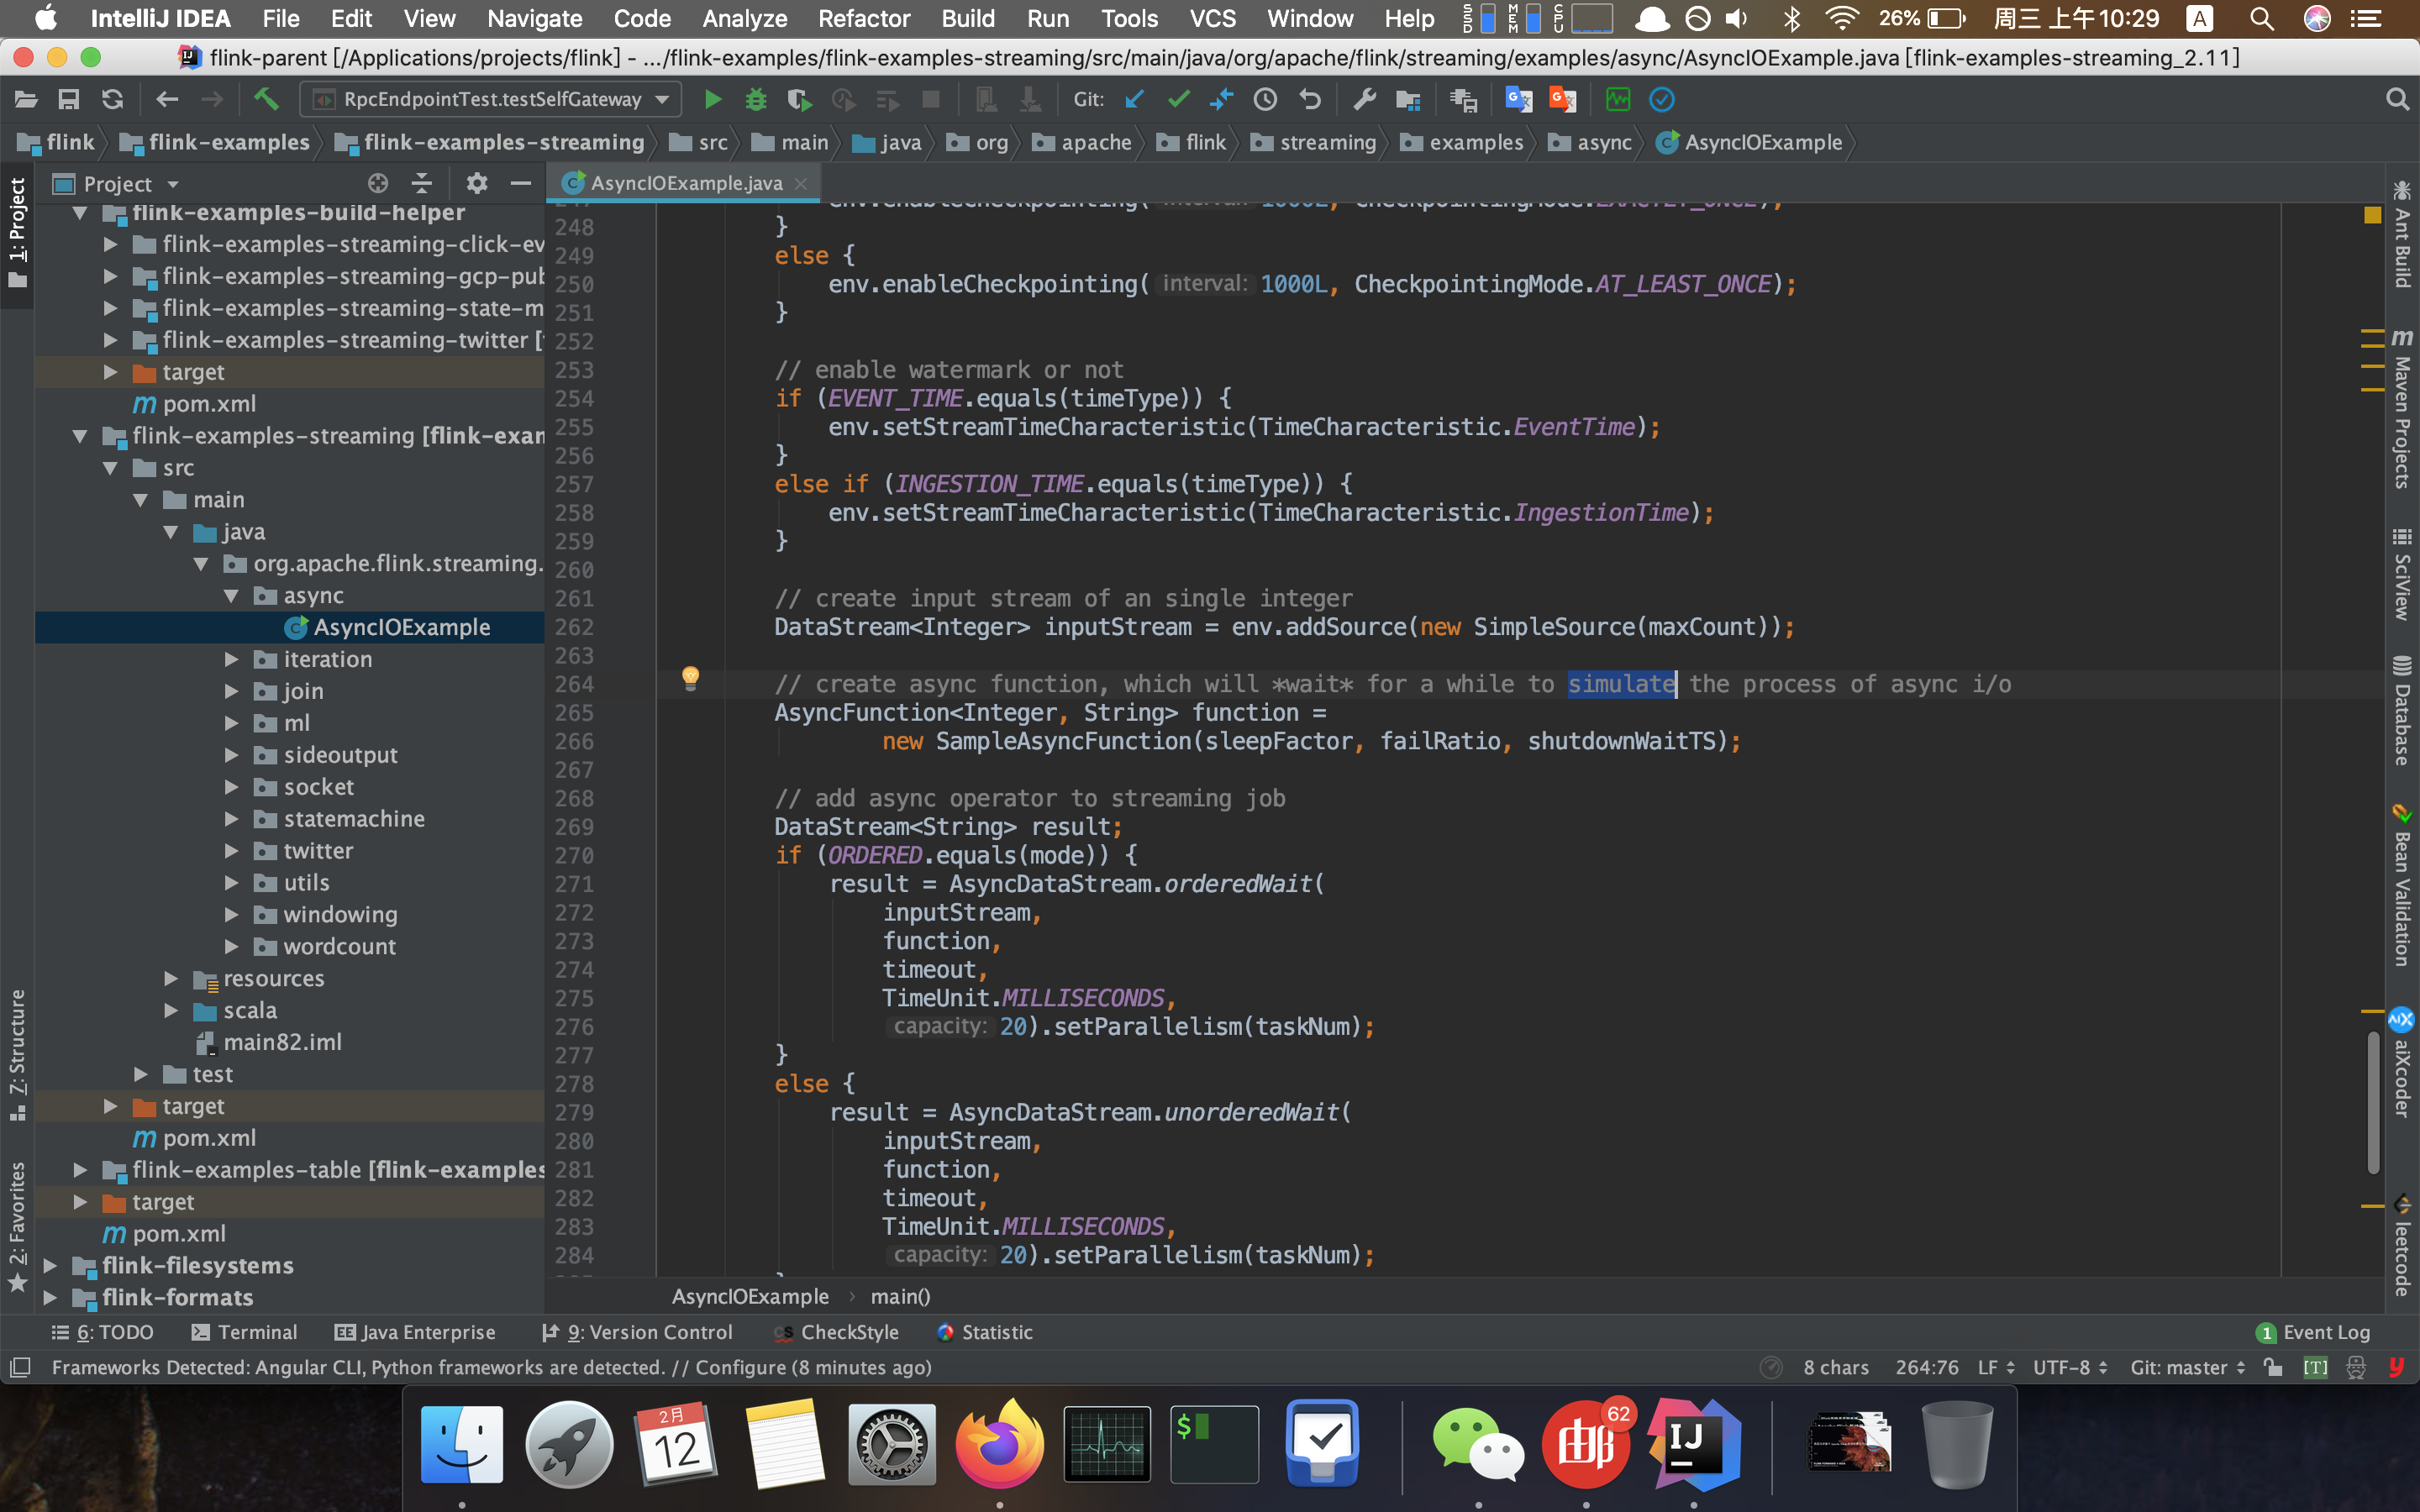 IntelliJ IDEA File Edit View Navigate Code Analyze Refactor Build Run Tools VCS Window Help SSD MEM CPU 26% 周三 上午10:29 A
flink-parent [/Applications/projects/flink] - .../flink-examples/flink-examples-streaming/src/main/java/org/apache/flink/streaming/examples/async/AsyncIOExample.java [flink-examples-streaming_2.11]
RpcEndpointTest.testSelfGateway Git:
flink flink-examples flink-examples-streaming src main java org apache flink streaming examples async AsyncIOExample
Project
AsyncIOExample.java
1: Project
Z: Structure
2: Favorites
flink-examples-build-helper
flink-examples-streaming-click-ev
flink-examples-streaming-gcp-pub
flink-examples-streaming-state-m
flink-examples-streaming-twitter [
target
pom.xml
flink-examples-streaming [flink-exar
src
main
java
org.apache.flink.streaming.
async
AsyncIOExample
iteration
join
ml
sideoutput
socket
statemachine
twitter
utils
windowing
wordcount
resources
scala
main82.iml
test
target
pom.xml
flink-examples-table [flink-examples
target
pom.xml
flink-filesystems
flink-formats
247 env.enableCheckpointing( interval: 1000L, CheckpointingMode.EXACTLY_ONCE);
248 }
249 else {
250 env.enableCheckpointing( interval: 1000L, CheckpointingMode.AT_LEAST_ONCE);
251 }
252
253 // enable watermark or not
254 if (EVENT_TIME.equals(timeType)) {
255 env.setStreamTimeCharacteristic(TimeCharacteristic.EventTime);
256 }
257 else if (INGESTION_TIME.equals(timeType)) {
258 env.setStreamTimeCharacteristic(TimeCharacteristic.IngestionTime);
259 }
260
261 // create input stream of an single integer
262 DataStream<Integer> inputStream = env.addSource(new SimpleSource(maxCount));
263
264 // create async function, which will *wait* for a while to simulate the process of async i/o
265 AsyncFunction<Integer, String> function =
266 new SampleAsyncFunction(sleepFactor, failRatio, shutdownWaitTS);
267
268 // add async operator to streaming job
269 DataStream<String> result;
270 if (ORDERED.equals(mode)) {
271 result = AsyncDataStream.orderedWait(
272 inputStream,
273 function,
274 timeout,
275 TimeUnit.MILLISECONDS,
276 capacity: 20).setParallelism(taskNum);
277 }
278 else {
279 result = AsyncDataStream.unorderedWait(
280 inputStream,
281 function,
282 timeout,
283 TimeUnit.MILLISECONDS,
284 capacity: 20).setParallelism(taskNum);
AsyncIOExample › main()
Ant Build
m Maven Projects
SciView
Database
Bean Validation
aiXcoder
leetcode
6: TODO Terminal Java Enterprise 9: Version Control CheckStyle Statistic 1 Event Log
Frameworks Detected: Angular CLI, Python frameworks are detected. // Configure (8 minutes ago) 8 chars 264:76 LF UTF-8 Git: master [T]
2月
12
$
62
IJ